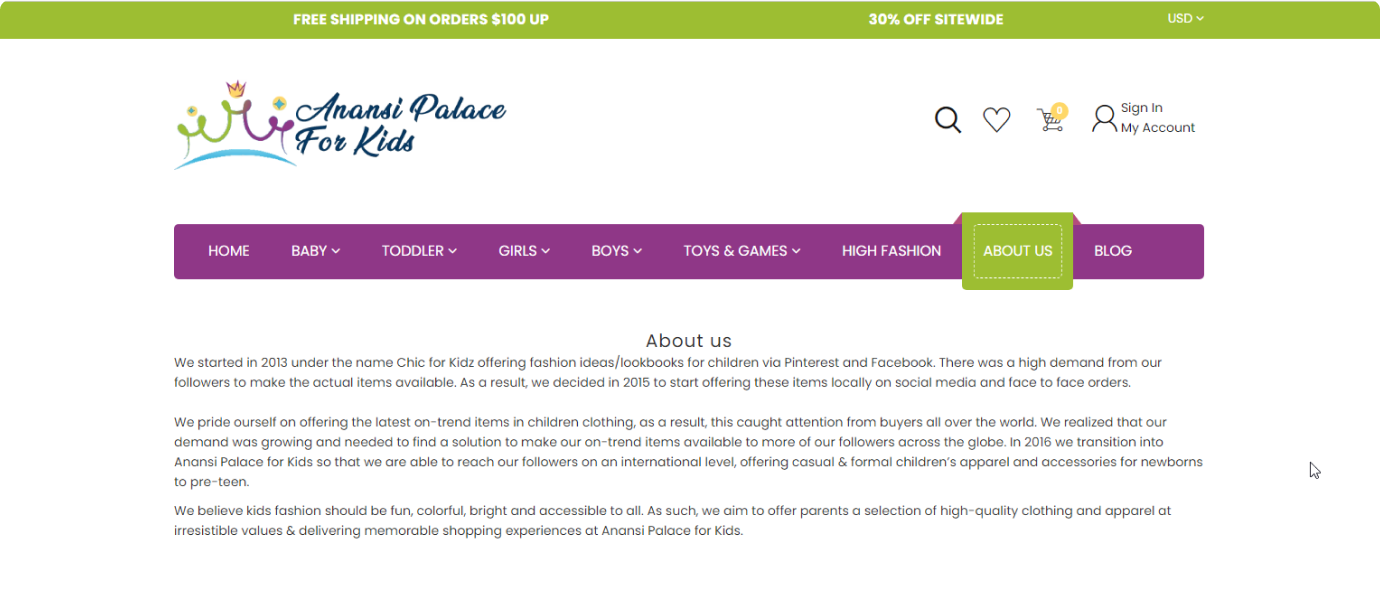 FREE SHIPPING ON ORDERS $100 UP 30% OFF SITEWIDE USD
Anansi Palace
For Kids
0
Sign In
My Account
HOME BABY TODDLER GIRLS BOYS TOYS & GAMES HIGH FASHION ABOUT US BLOG
About us
We started in 2013 under the name Chic for Kidz offering fashion ideas/lookbooks for children via Pinterest and Facebook. There was a high demand from our
followers to make the actual items available. As a result, we decided in 2015 to start offering these items locally on social media and face to face orders.
We pride ourself on offering the latest on-trend items in children clothing, as a result, this caught attention from buyers all over the world. We realized that our
demand was growing and needed to find a solution to make our on-trend items available to more of our followers across the globe. In 2016 we transition into
Anansi Palace for Kids so that we are able to reach our followers on an international level, offering casual & formal children's apparel and accessories for newborns
to pre-teen.
We believe kids fashion should be fun, colorful, bright and accessible to all. As such, we aim to offer parents a selection of high-quality clothing and apparel at
irresistible values & delivering memorable shopping experiences at Anansi Palace for Kids.